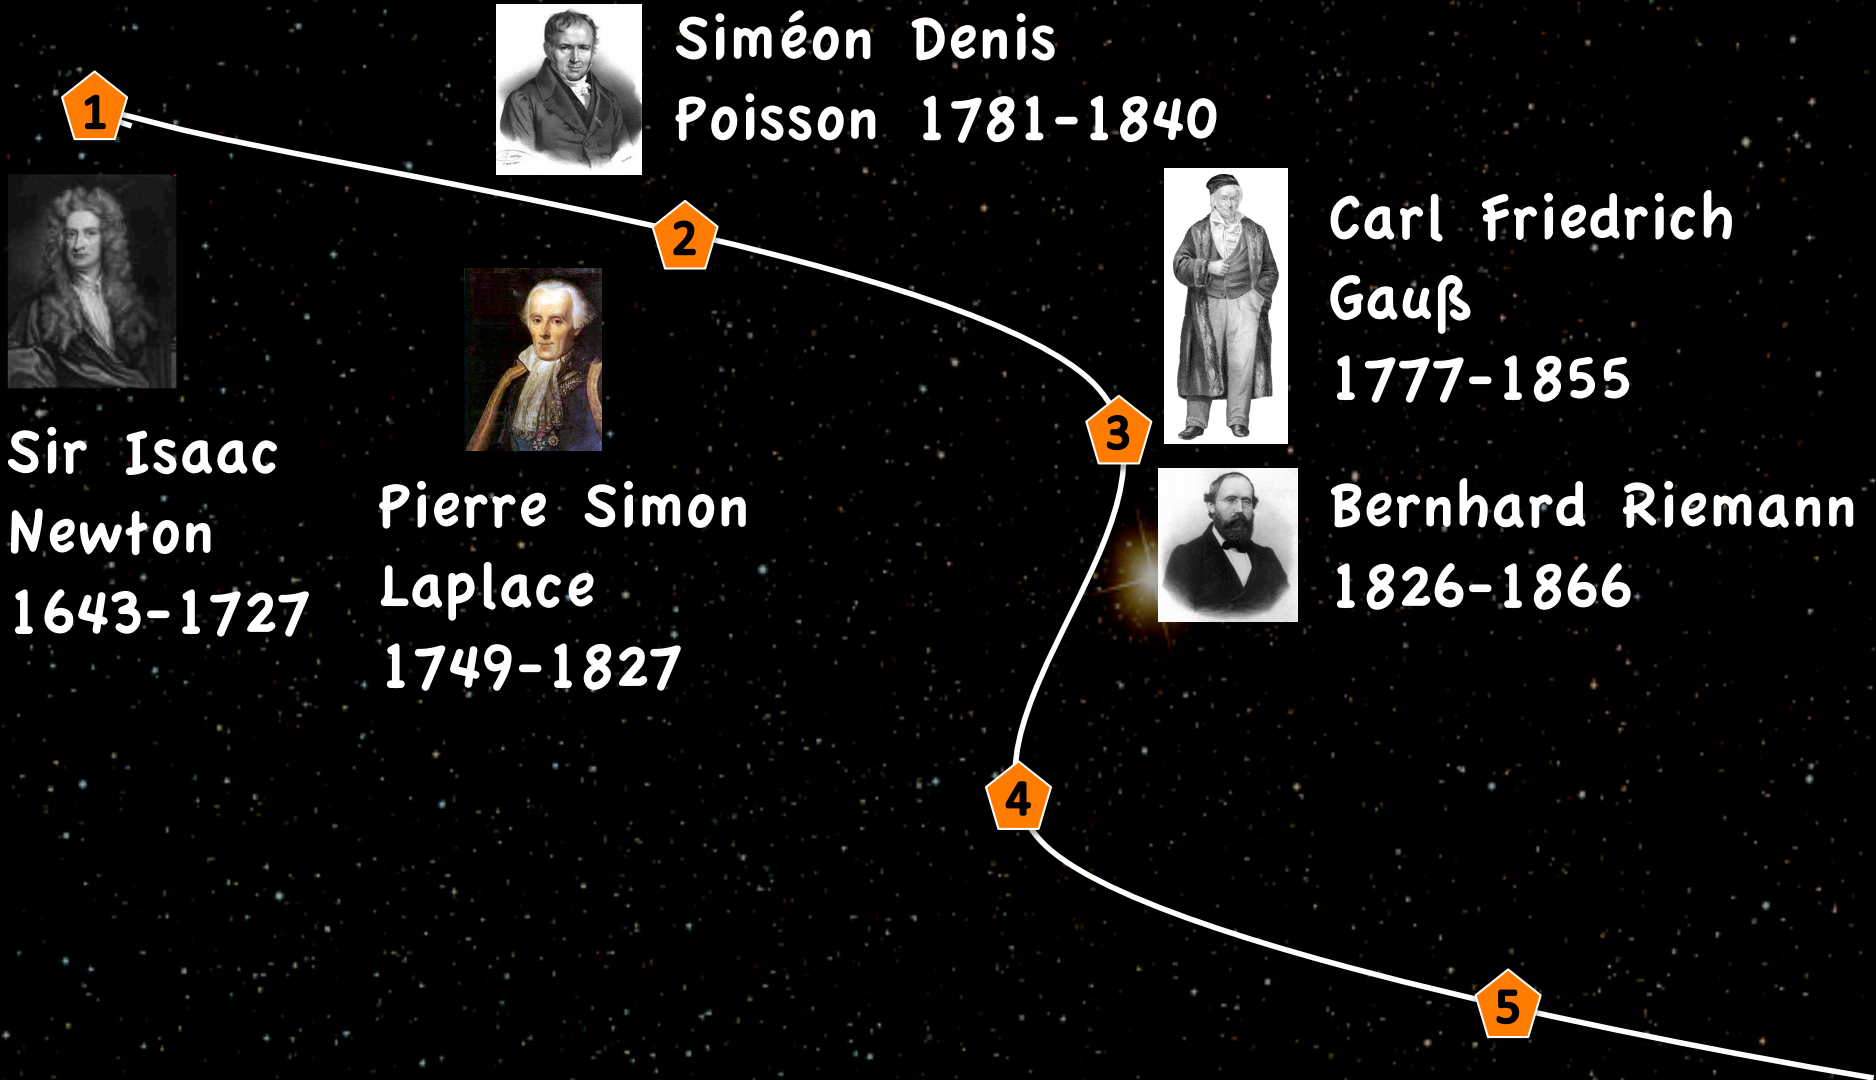 1
Sir Isaac
Newton
1643-1727
Siméon Denis
Poisson 1781-1840
2
Pierre Simon
Laplace
1749-1827
3
Carl Friedrich
Gauß
1777-1855
Bernhard Riemann
1826-1866
4
5